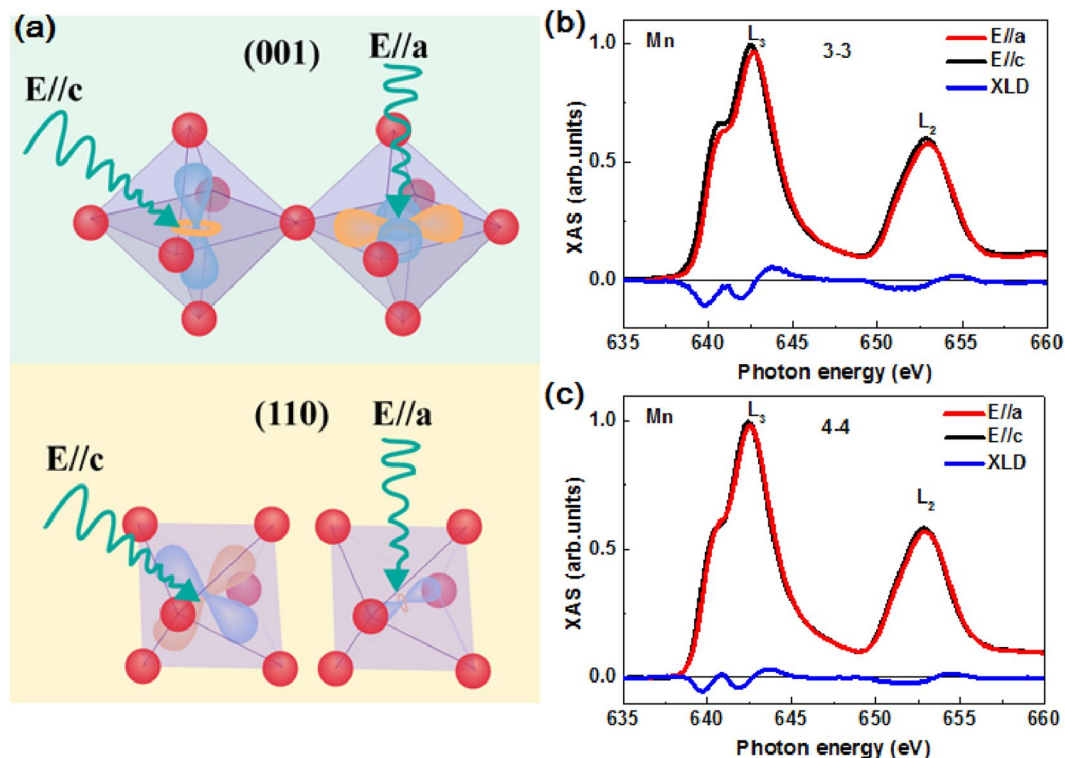 (a)
(001)
E//a
E//c
(110)
E//a
E//c
(b)
Mn
L3
3-3
E//a
E//c
XLD
L2
XAS (arb.units)
1.0
0.5
0.0
635 640 645 650 655 660
Photon energy (eV)
(c)
Mn
L3
4-4
E//a
E//c
XLD
L2
XAS (arb.units)
1.0
0.5
0.0
635 640 645 650 655 660
Photon energy (eV)